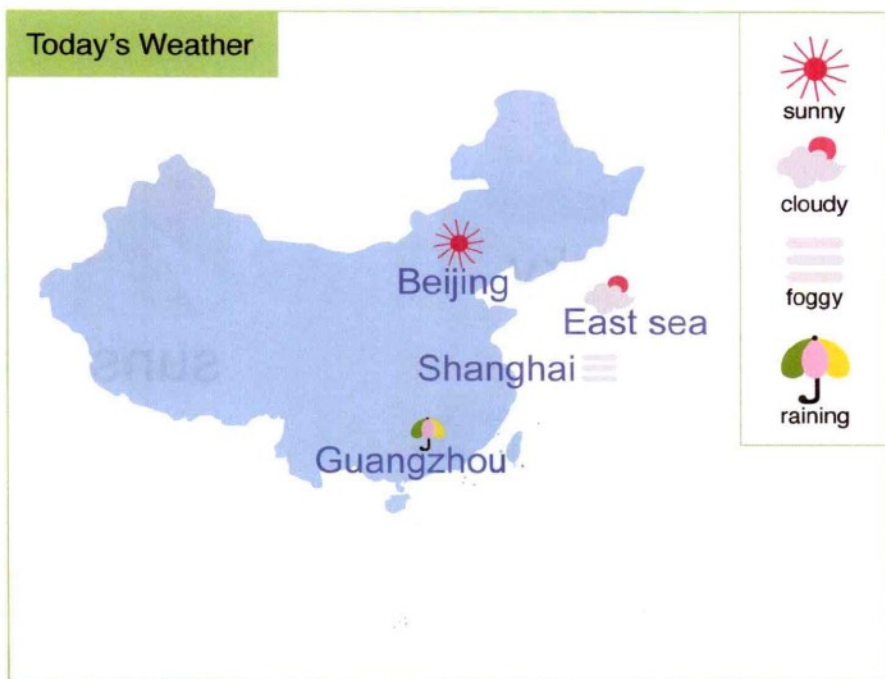 Today's Weather
sunny
cloudy
foggy
raining
Beijing
East sea
Shanghai
Guangzhou